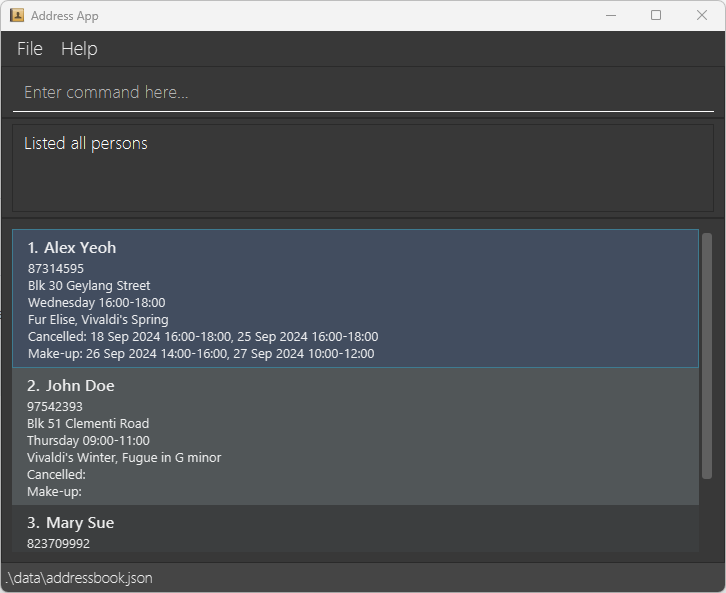 Address App
File Help
Enter command here...
Listed all persons
1. Alex Yeoh
87314595
Blk 30 Geylang Street
Wednesday 16:00-18:00
Fur Elise, Vivaldi's Spring
Cancelled: 18 Sep 2024 16:00-18:00, 25 Sep 2024 16:00-18:00
Make-up: 26 Sep 2024 14:00-16:00, 27 Sep 2024 10:00-12:00
2. John Doe
97542393
Blk 51 Clementi Road
Thursday 09:00-11:00
Vivaldi's Winter, Fugue in G minor
Cancelled:
Make-up:
3. Mary Sue
823709992
.\data\addressbook.json